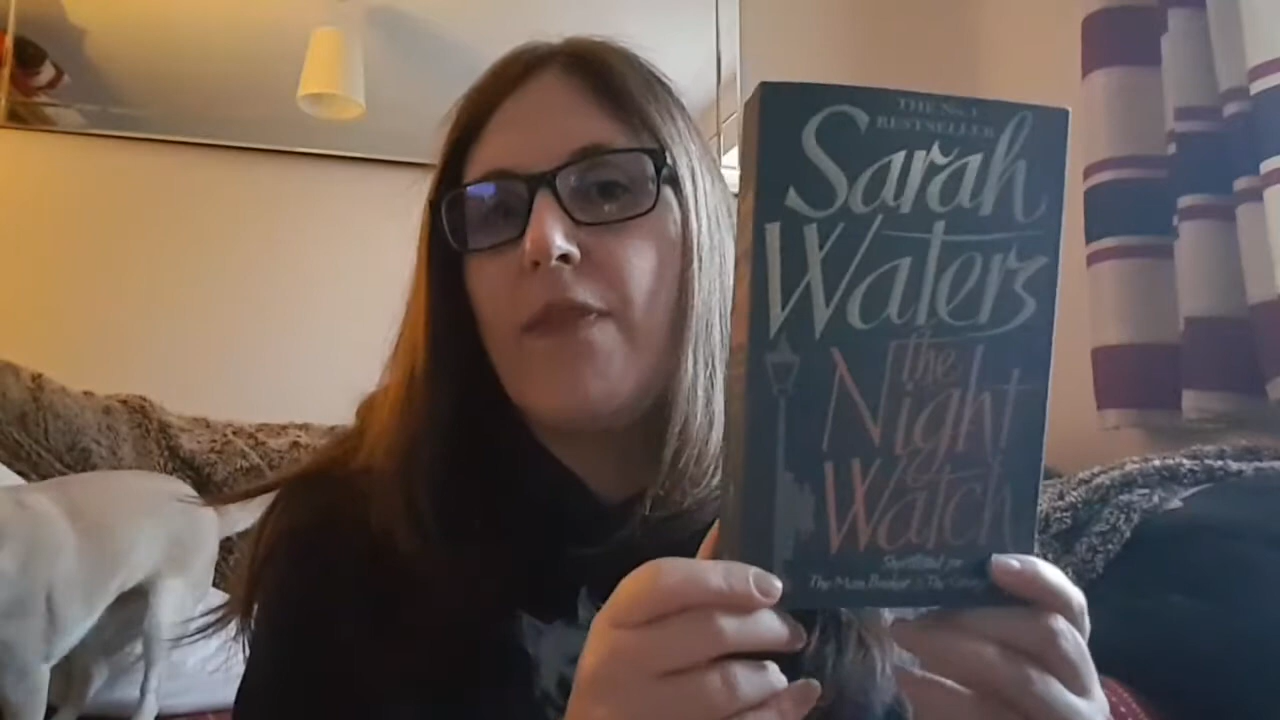 THE No.1
BESTSELLER
Sarah
Waters
the
Night
Watch
Shortlisted for
The Man Booker